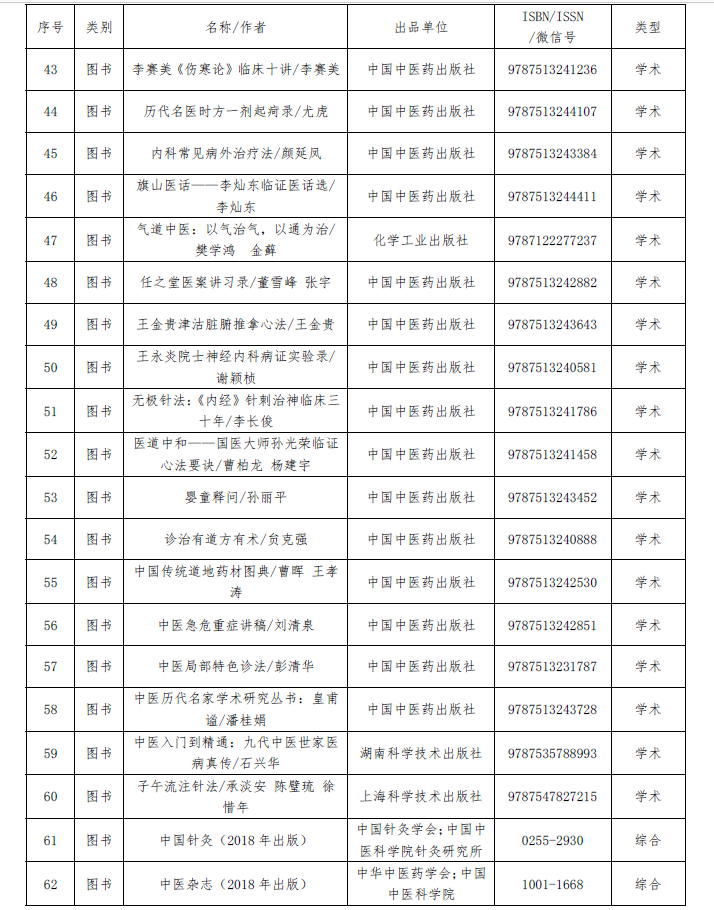 序号 类别 名称/作者 出品单位 ISBN/ISSN/微信号 类型
43 图书 李赛美《伤寒论》临床十讲/李赛美 中国中医药出版社 9787513241236 学术
44 图书 历代名医时方一剂起疴录/尤虎 中国中医药出版社 9787513244107 学术
45 图书 内科常见病外治疗法/颜延凤 中国中医药出版社 9787513243384 学术
46 图书 旗山医话——李灿东临证医话选/李灿东 中国中医药出版社 9787513244411 学术
47 图书 气道中医：以气治气，以通为治/樊学鸿 金藓 化学工业出版社 9787122277237 学术
48 图书 任之堂医案讲习录/董雪峰 张宇 中国中医药出版社 9787513242882 学术
49 图书 王金贵津沽脏腑推拿心法/王金贵 中国中医药出版社 9787513243643 学术
50 图书 王永炎院士神经内科病证实验录/谢颖桢 中国中医药出版社 9787513240581 学术
51 图书 无极针法：《内经》针刺治神临床三十年/李长俊 中国中医药出版社 9787513241786 学术
52 图书 医道中和——国医大师孙光荣临证心法要诀/曹柏龙 杨建宇 中国中医药出版社 9787513241458 学术
53 图书 婴童释问/孙丽平 中国中医药出版社 9787513243452 学术
54 图书 诊治有道方有术/贠克强 中国中医药出版社 9787513240888 学术
55 图书 中国传统道地药材图典/曹晖 王孝涛 中国中医药出版社 9787513242530 学术
56 图书 中医急危重症讲稿/刘清泉 中国中医药出版社 9787513242851 学术
57 图书 中医局部特色诊法/彭清华 中国中医药出版社 9787513231787 学术
58 图书 中医历代名家学术研究丛书：皇甫谧/潘桂娟 中国中医药出版社 9787513243728 学术
59 图书 中医入门到精通：九代中医世家医病真传/石兴华 湖南科学技术出版社 9787535788993 学术
60 图书 子午流注针法/承淡安 陈璧琉 徐惜年 上海科学技术出版社 9787547827215 学术
61 图书 中国针灸（2018 年出版） 中国针灸学会；中国中医科学院针灸研究所 0255-2930 综合
62 图书 中医杂志（2018 年出版） 中华中医药学会；中国中医科学院 1001-1668 综合